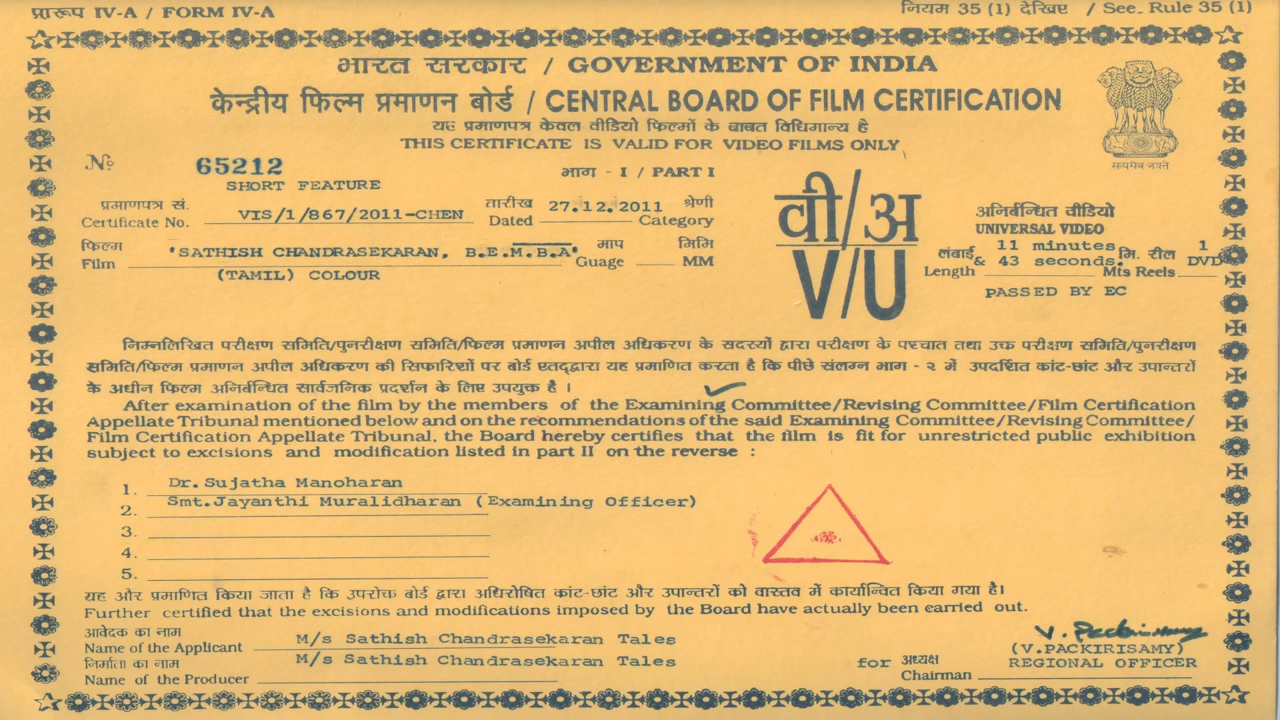 प्रारूप IV-A / FORM IV-A
नियम 35 (1) देखिए / See. Rule 35 (1)
भारत सरकार / GOVERNMENT OF INDIA
केन्द्रीय फिल्म प्रमाणन बोर्ड / CENTRAL BOARD OF FILM CERTIFICATION
यह प्रमाणपत्र केवल वीडियो फिल्मों के बाबत विधिमान्य है
THIS CERTIFICATE IS VALID FOR VIDEO FILMS ONLY
सत्यमेव जयते
Nº 65212
भाग - I / PART I
SHORT FEATURE
प्रमाणपत्र सं. तारीख श्रेणी
Certificate No. VIS/1/867/2011-CHEN Dated 27.12.2011 Category
वी/अ
V/U
अनिर्बन्धित वीडियो
UNIVERSAL VIDEO
फिल्म माप मिमि
Film 'SATHISH CHANDRASEKARAN, B.E.M.B.A' Guage MM
(TAMIL) COLOUR
11 minutes
लंबाई & 43 seconds. मि. रील 1 DVD
Length Mts Reels
PASSED BY EC
निम्नलिखित परीक्षण समिति/पुनरीक्षण समिति/फिल्म प्रमाणन अपील अधिकरण के सदस्यों द्वारा परीक्षण के पश्चात तथा उक्त परीक्षण समिति/पुनरीक्षण
समिति/फिल्म प्रमाणन अपील अधिकरण की सिफारिशों पर बोर्ड एतद्द्वारा यह प्रमाणित करता है कि पीछे संलग्न भाग - २ में उपदर्शित कांट-छांट और उपान्तरों
के अधीन फिल्म अनिर्बन्धित सार्वजनिक प्रदर्शन के लिए उपयुक्त है ।
After examination of the film by the members of the Examining Committee/Revising Committee/Film Certification
Appellate Tribunal mentioned below and on the recommendations of the said Examining Committee/Revising Committee/
Film Certification Appellate Tribunal, the Board hereby certifies that the film is fit for unrestricted public exhibition
subject to excisions and modification listed in part II on the reverse :
1. Dr.Sujatha Manoharan
2. Smt.Jayanthi Muralidharan (Examining Officer)
3.
4.
5.
यह और प्रमाणित किया जाता है कि उपरोक्त बोर्ड द्वारा अधिरोषित कांट-छांट और उपान्तरों को वास्तव में कार्यान्वित किया गया है।
Further certified that the excisions and modifications imposed by the Board have actually been carried out.
आवेदक का नाम
Name of the Applicant M/s Sathish Chandrasekaran Tales
निर्माता का नाम
Name of the Producer M/s Sathish Chandrasekaran Tales
V. Packirisamy
(V.PACKIRISAMY)
for अध्यक्ष REGIONAL OFFICER
Chairman